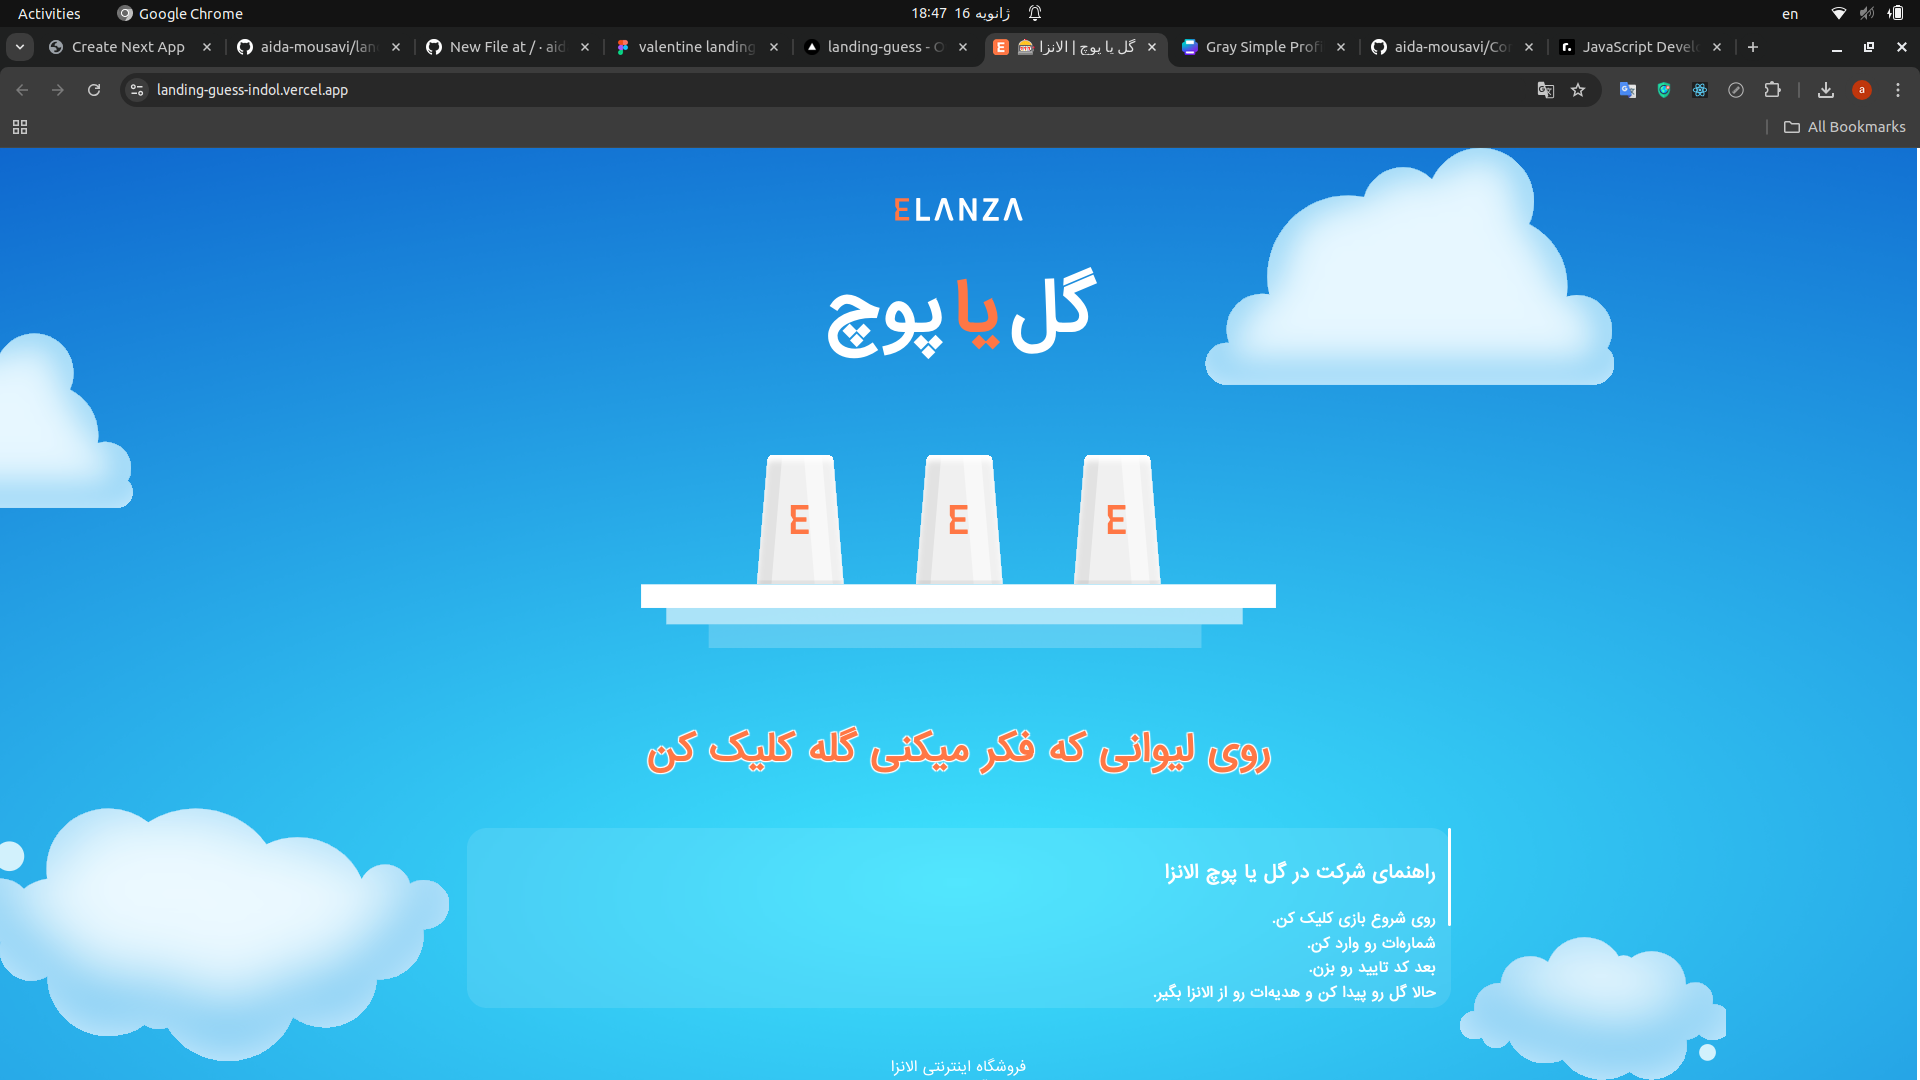 Activities
Google Chrome
18:47 ژانویه 16
en
Create Next App
aida-mousavi/lan
New File at / · aid
valentine landing
landing-guess - O
گل یا پوچ | الانزا
Gray Simple Profi
aida-mousavi/Co
JavaScript Devel
landing-guess-indol.vercel.app
a
All Bookmarks
ELANZA
گل یا پوچ
E
E
E
روی لیوانی که فکر میکنی گله کلیک کن
راهنمای شرکت در گل یا پوچ الانزا
روی شروع بازی کلیک کن.
شماره‌ات رو وارد کن.
بعد کد تایید رو بزن.
حالا گل رو پیدا کن و هدیه‌ات رو از الانزا بگیر.
فروشگاه اینترنتی الانزا